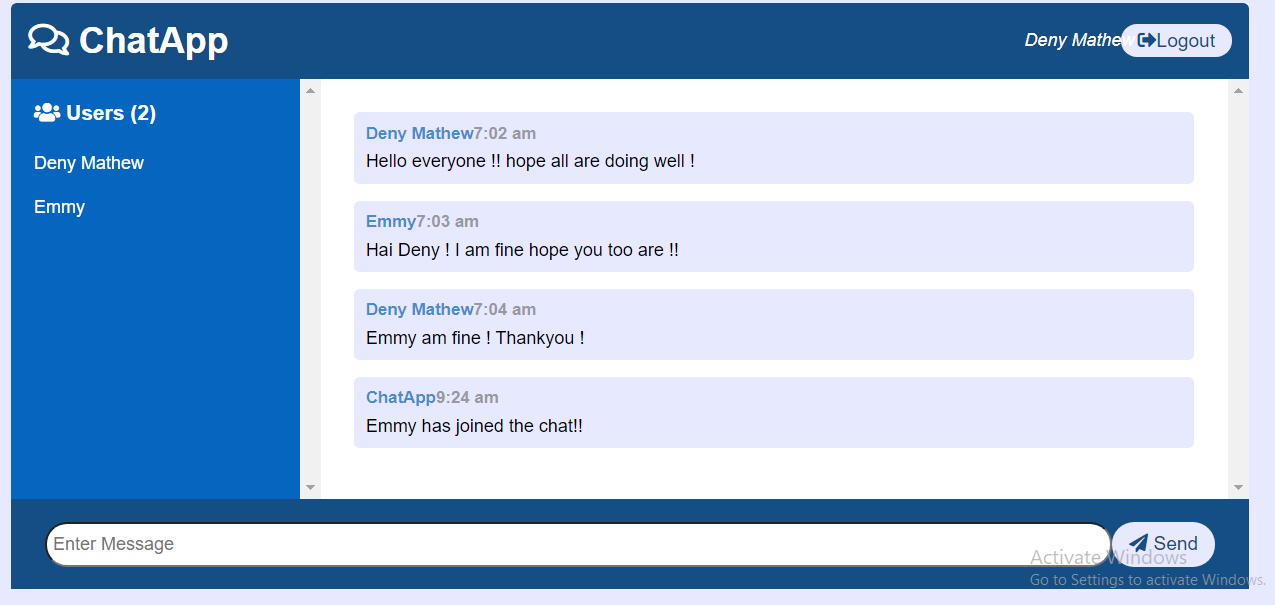 ChatApp
Deny Mathew Logout
Users (2)
Deny Mathew
Emmy
Deny Mathew7:02 am
Hello everyone !! hope all are doing well !
Emmy7:03 am
Hai Deny ! I am fine hope you too are !!
Deny Mathew7:04 am
Emmy am fine ! Thankyou !
ChatApp9:24 am
Emmy has joined the chat!!
Enter Message
Send
Activate Windows
Go to Settings to activate Windows.